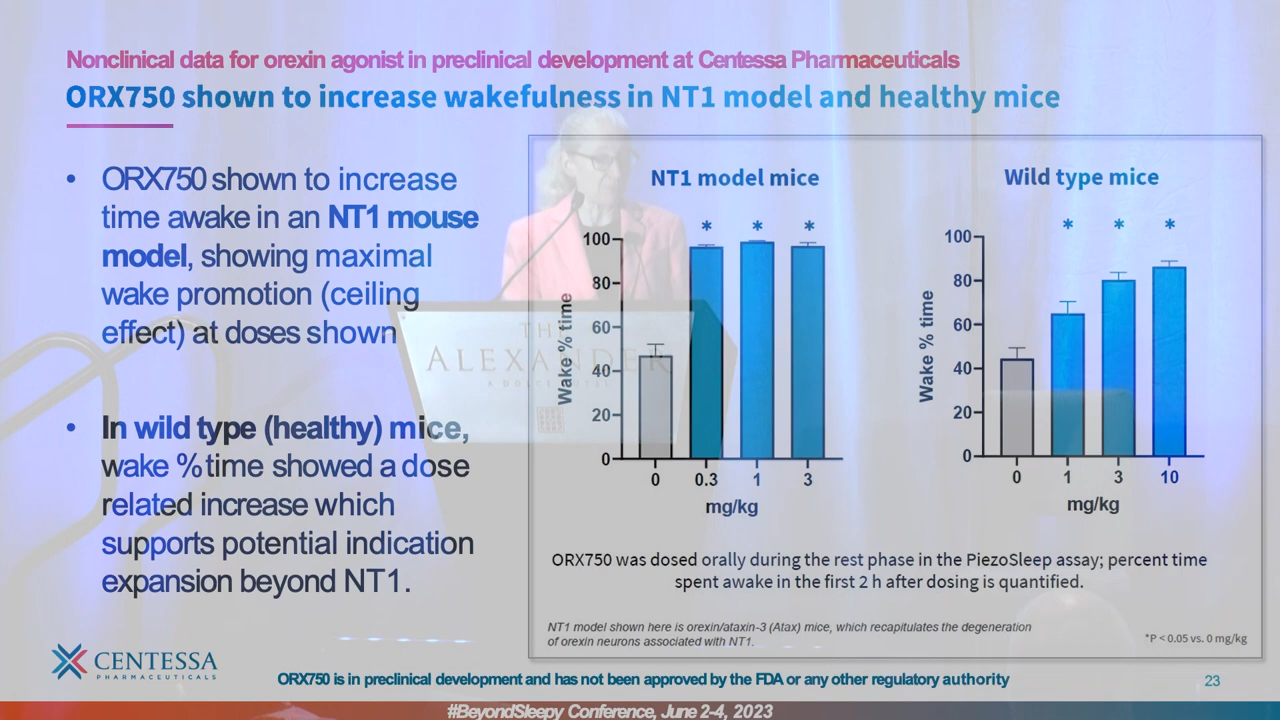 Nonclinical data for orexin agonist in preclinical development at Centessa Pharmaceuticals
ORX750 shown to increase wakefulness in NT1 model and healthy mice
• ORX750 shown to increase
time awake in an NT1 mouse
model, showing maximal
wake promotion (ceiling
effect) at doses shown
• In wild type (healthy) mice,
wake % time showed a dose
related increase which
supports potential indication
expansion beyond NT1.
NT1 model mice
* * *
100
80
60
40
20
0
Wake % time
0 0.3 1 3
mg/kg
Wild type mice
* * *
100
80
60
40
20
0
Wake % time
0 1 3 10
mg/kg
ORX750 was dosed orally during the rest phase in the PiezoSleep assay; percent time
spent awake in the first 2 h after dosing is quantified.
NT1 model shown here is orexin/ataxin-3 (Atax) mice, which recapitulates the degeneration
of orexin neurons associated with NT1.
*P < 0.05 vs. 0 mg/kg
THE
ALEXANDER
A DOLCE HOTEL
CENTESSA
PHARMACEUTICALS
ORX750 is in preclinical development and has not been approved by the FDA or any other regulatory authority
23
#BeyondSleepy Conference, June 2-4, 2023